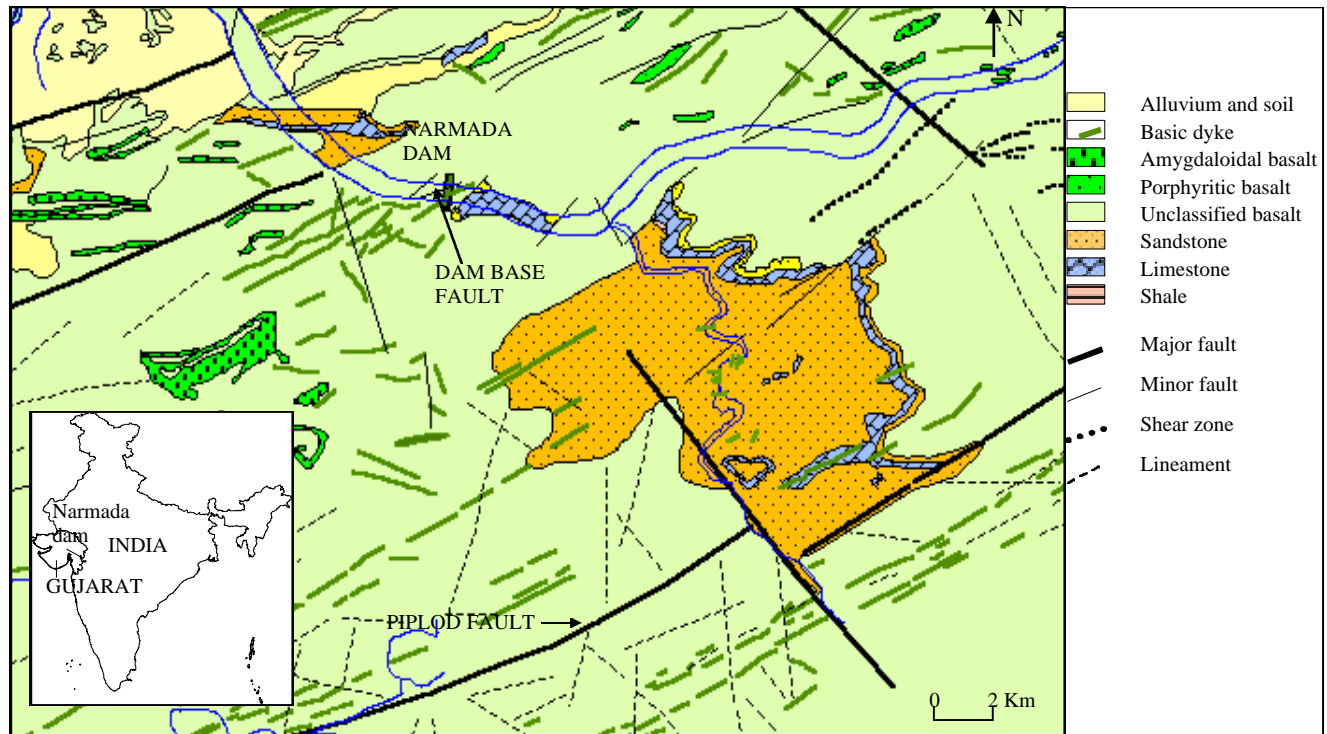 N
NARMADA
DAM
DAM BASE
FAULT
PIPLOD FAULT
Narmada
dam
INDIA
GUJARAT
0 2 Km
Alluvium and soil
Basic dyke
Amygdaloidal basalt
Porphyritic basalt
Unclassified basalt
Sandstone
Limestone
Shale
Major fault
Minor fault
Shear zone
Lineament